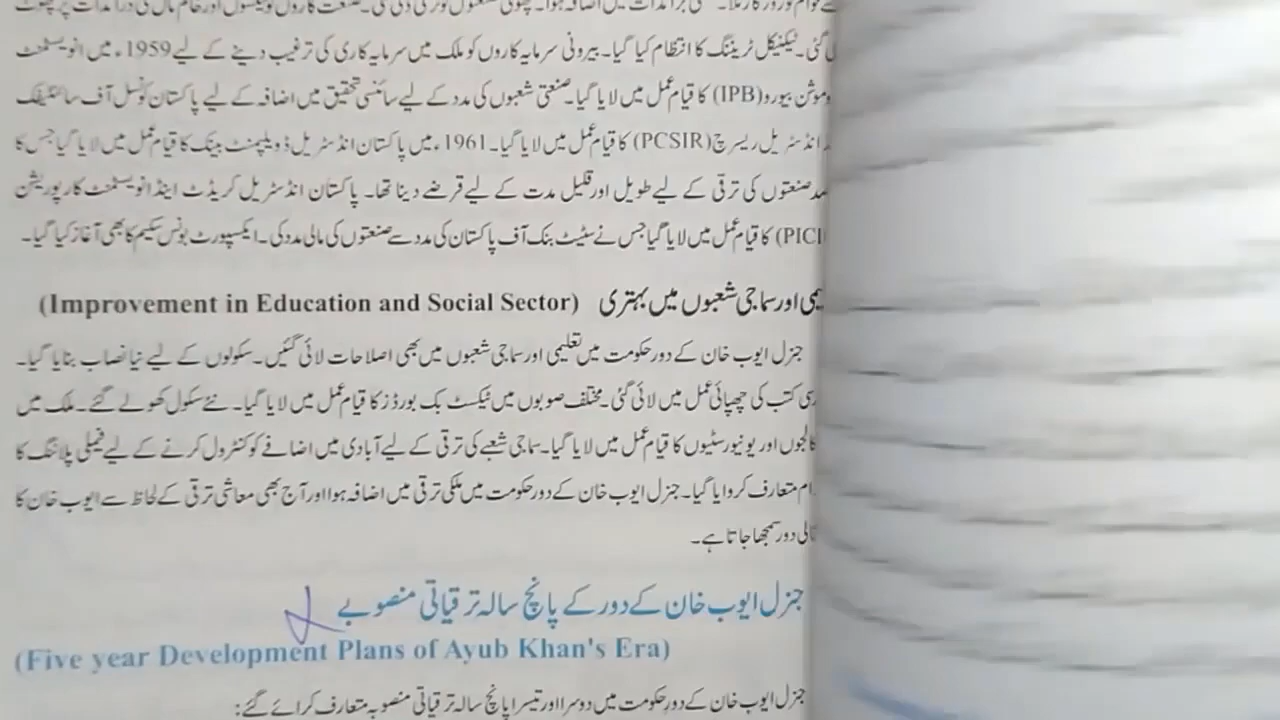 گئی۔ ٹیکنیکل ٹریننگ کا انتظام کیا گیا۔ بیرونی سرمایہ کاروں کو ملک میں سرمایہ کاری کی ترغیب دینے کے لیے 1959ء میں انویسٹمنٹ
بیورو (IPB) کا قیام عمل میں لایا گیا۔ صنعتی شعبوں کی مدد کے لیے سائنسی تحقیق میں اضافہ کے لیے پاکستان کونسل آف سائنٹیفک
انڈسٹریل ریسرچ (PCSIR) کا قیام عمل میں لایا گیا۔ 1961ء میں پاکستان انڈسٹریل ڈویلپمنٹ بینک کا قیام عمل میں لایا گیا جس کا
صنعتوں کی ترقی کے لیے طویل اور قلیل مدت کے لیے قرضے دینا تھا۔ پاکستان انڈسٹریل کریڈٹ اینڈ انویسٹمنٹ کارپوریشن
(PICI کا قیام عمل میں لایا گیا جس نے سٹیٹ بنک آف پاکستان کی مدد سے صنعتوں کی مالی مدد کی۔ ایکسپورٹ بونس سکیم کا بھی آغاز کیا گیا۔
اور سماجی شعبوں میں بہتری (Improvement in Education and Social Sector)
جنرل ایوب خان کے دور حکومت میں تعلیمی اور سماجی شعبوں میں بھی اصلاحات لائی گئیں۔ سکولوں کے لیے نیا نصاب بنایا گیا۔
کتب کی چھپائی عمل میں لائی گئی۔ مختلف صوبوں میں ٹیکسٹ بک بورڈز کا قیام عمل میں لایا گیا۔ نئے سکول کھولے گئے۔ ملک میں
کالجوں اور یونیورسٹیوں کا قیام عمل میں لایا گیا۔ سماجی شعبے کی ترقی کے لیے آبادی میں اضافے کو کنٹرول کرنے کے لیے فیملی پلاننگ کا
متعارف کروایا گیا۔ جنرل ایوب خان کے دور حکومت میں ملکی ترقی میں اضافہ ہوا اور آج بھی معاشی ترقی کے لحاظ سے ایوب خان کا
دور سمجھا جاتا ہے۔
جنرل ایوب خان کے دور کے پانچ سالہ ترقیاتی منصوبے
(Five year Development Plans of Ayub Khan's Era)
جنرل ایوب خان کے دور حکومت میں دوسرا اور تیسرا پانچ سالہ ترقیاتی منصوبہ متعارف کرائے گئے: